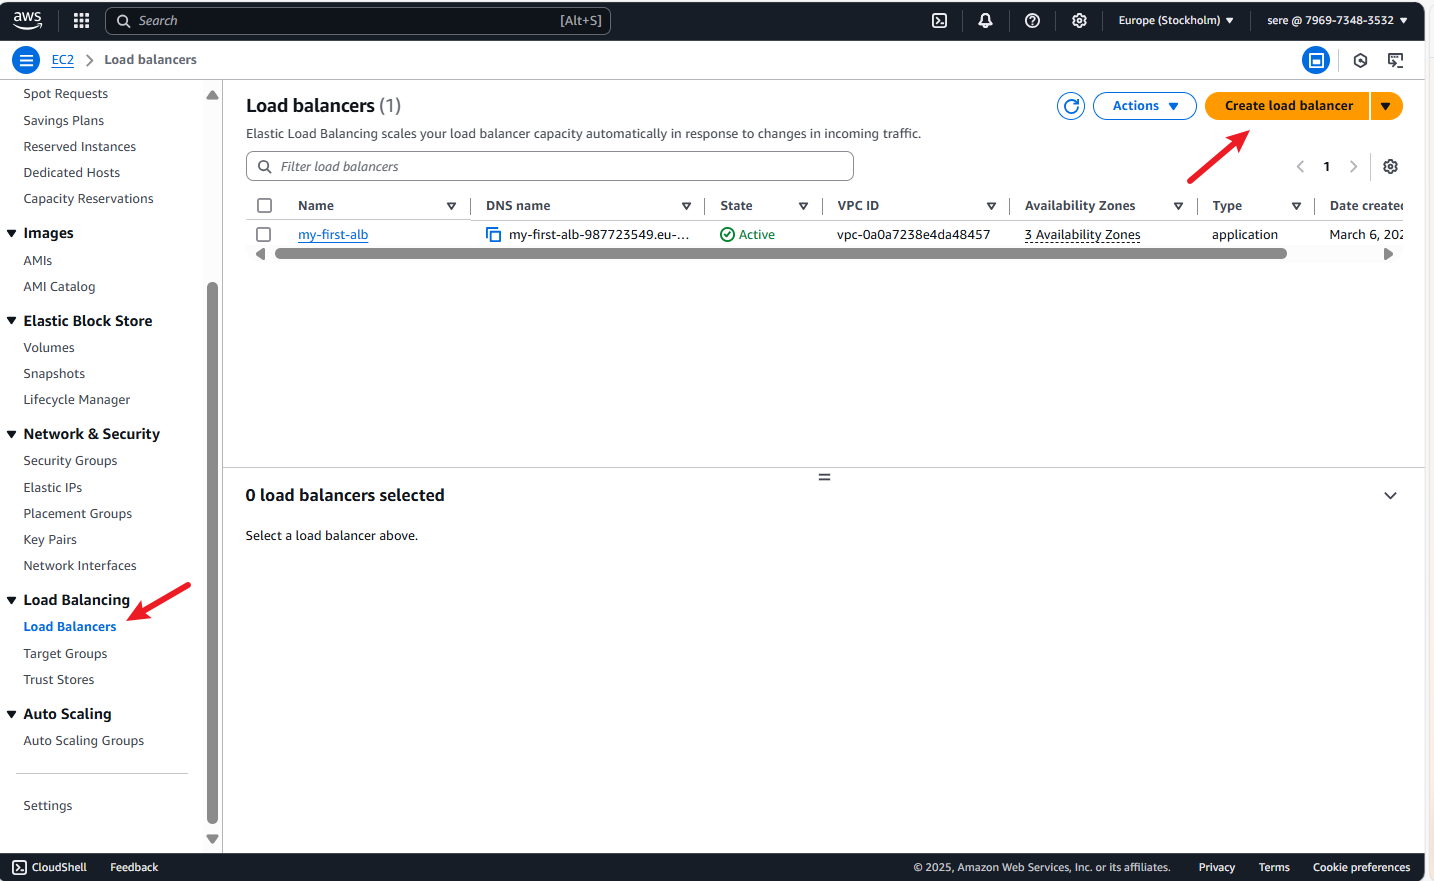 aws
Search
[Alt+S]
Europe (Stockholm)
sere @ 7969-7348-3532
EC2
Load balancers
Spot Requests
Savings Plans
Reserved Instances
Dedicated Hosts
Capacity Reservations
Images
AMIs
AMI Catalog
Elastic Block Store
Volumes
Snapshots
Lifecycle Manager
Network & Security
Security Groups
Elastic IPs
Placement Groups
Key Pairs
Network Interfaces
Load Balancing
Load Balancers
Target Groups
Trust Stores
Auto Scaling
Auto Scaling Groups
Settings
Load balancers (1)
Actions
Create load balancer
Elastic Load Balancing scales your load balancer capacity automatically in response to changes in incoming traffic.
Filter load balancers
1
Name DNS name State VPC ID Availability Zones Type Date created
my-first-alb my-first-alb-987723549.eu-... Active vpc-0a0a7238e4da48457 3 Availability Zones application March 6, 202
0 load balancers selected
Select a load balancer above.
CloudShell
Feedback
© 2025, Amazon Web Services, Inc. or its affiliates.
Privacy
Terms
Cookie preferences